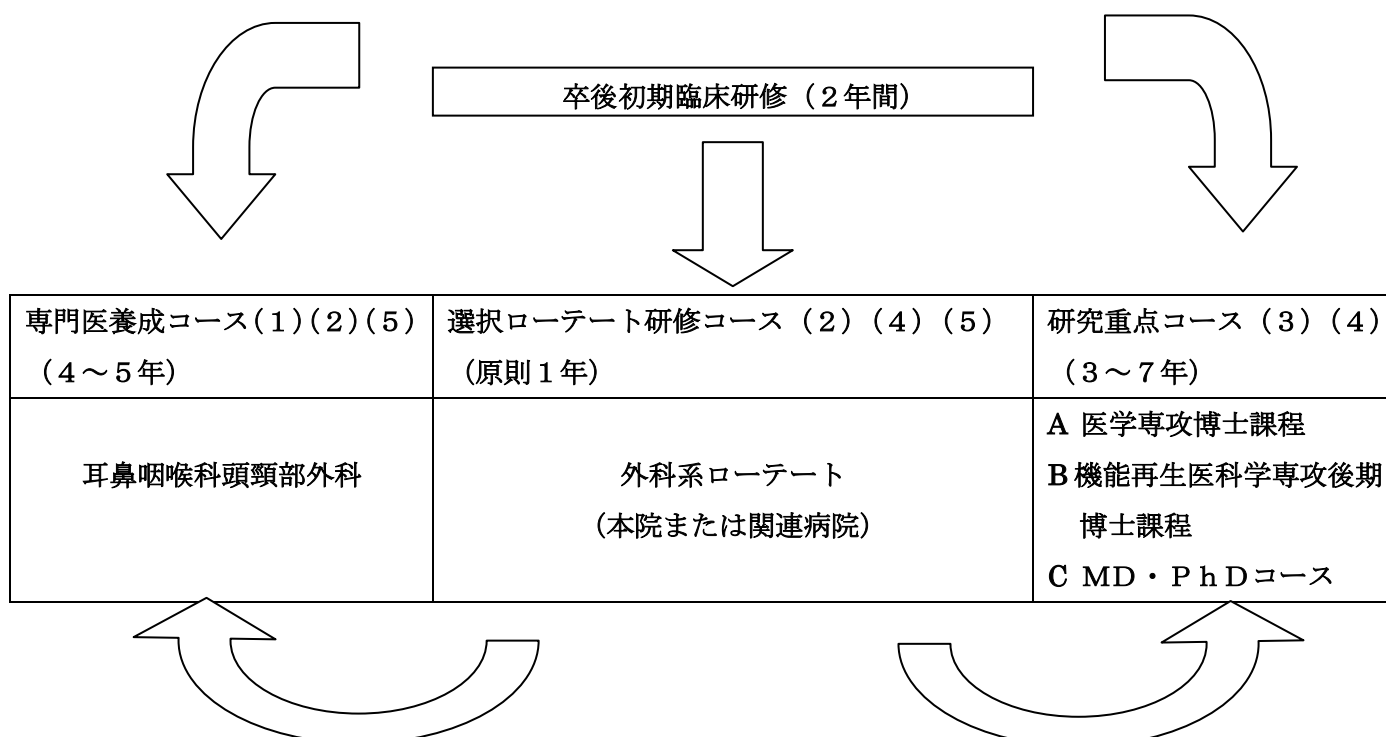 卒後初期臨床研修（２年間）
専門医養成コース（１）（２）（５）
（４～５年）
選択ローテート研修コース（２）（４）（５）
（原則１年）
研究重点コース（３）（４）
（３～７年）
耳鼻咽喉科頭頸部外科
外科系ローテート
（本院または関連病院）
A 医学専攻博士課程
B 機能再生医科学専攻後期
博士課程
C ＭＤ・ＰｈＤコース